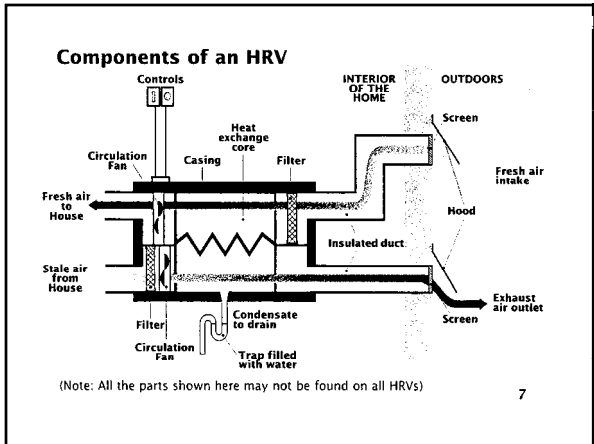 Components of an HRV
Controls
INTERIOR
OF THE
HOME
OUTDOORS
Screen
Heat
exchange
core
Circulation
Fan
Casing
Filter
Fresh air
intake
Fresh air
to
House
Hood
Insulated duct
Stale air
from
House
Exhaust
air outlet
Screen
Filter
Condensate
to drain
Circulation
Fan
Trap filled
with water
(Note: All the parts shown here may not be found on all HRVs)
7